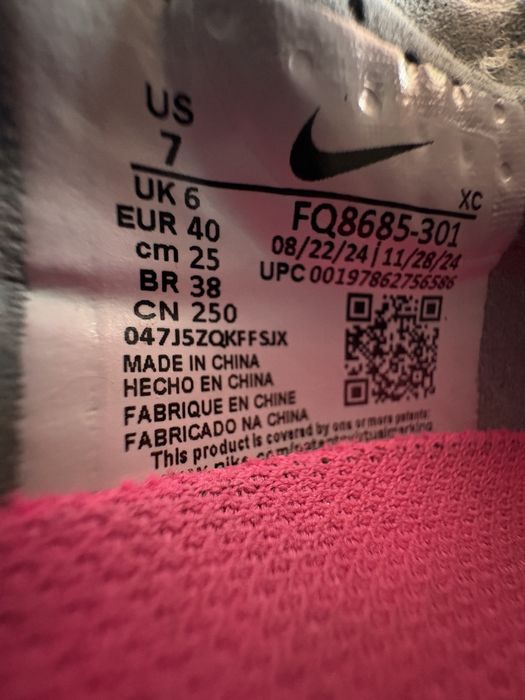 US
7
UK 6
EUR 40
cm 25
BR 38
CN 250
XC
FQ8685-301
08/22/24 | 11/28/24
UPC 00197862756586
047J5ZQKFFSJX
MADE IN CHINA
HECHO EN CHINA
FABRIQUE EN CHINE
FABRICADO NA CHINA
This product is covered by one or more patents: